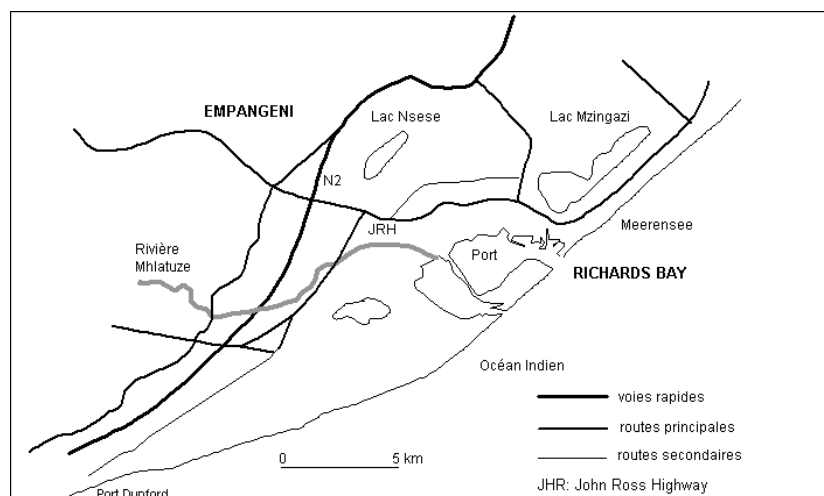 EMPANGENI
Lac Nsese
Lac Mzingazi
N2
Meerensee
JRH
Rivière
Mhlatuze
Port
RICHARDS BAY
Océan Indien
voies rapides
routes principales
0 5 km
routes secondaires
JHR: John Ross Highway
Port Dunford